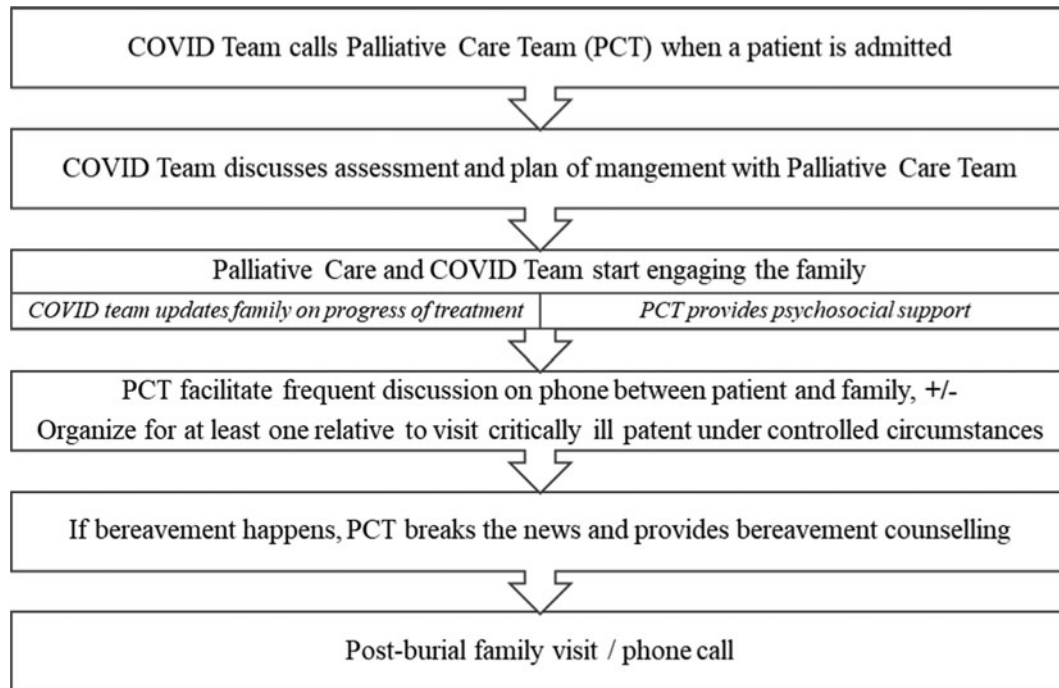 COVID Team calls Palliative Care Team (PCT) when a patient is admitted
COVID Team discusses assessment and plan of mangement with Palliative Care Team
Palliative Care and COVID Team start engaging the family
COVID team updates family on progress of treatment
PCT provides psychosocial support
PCT facilitate frequent discussion on phone between patient and family, +/-
Organize for at least one relative to visit critically ill patent under controlled circumstances
If bereavement happens, PCT breaks the news and provides bereavement counselling
Post-burial family visit / phone call